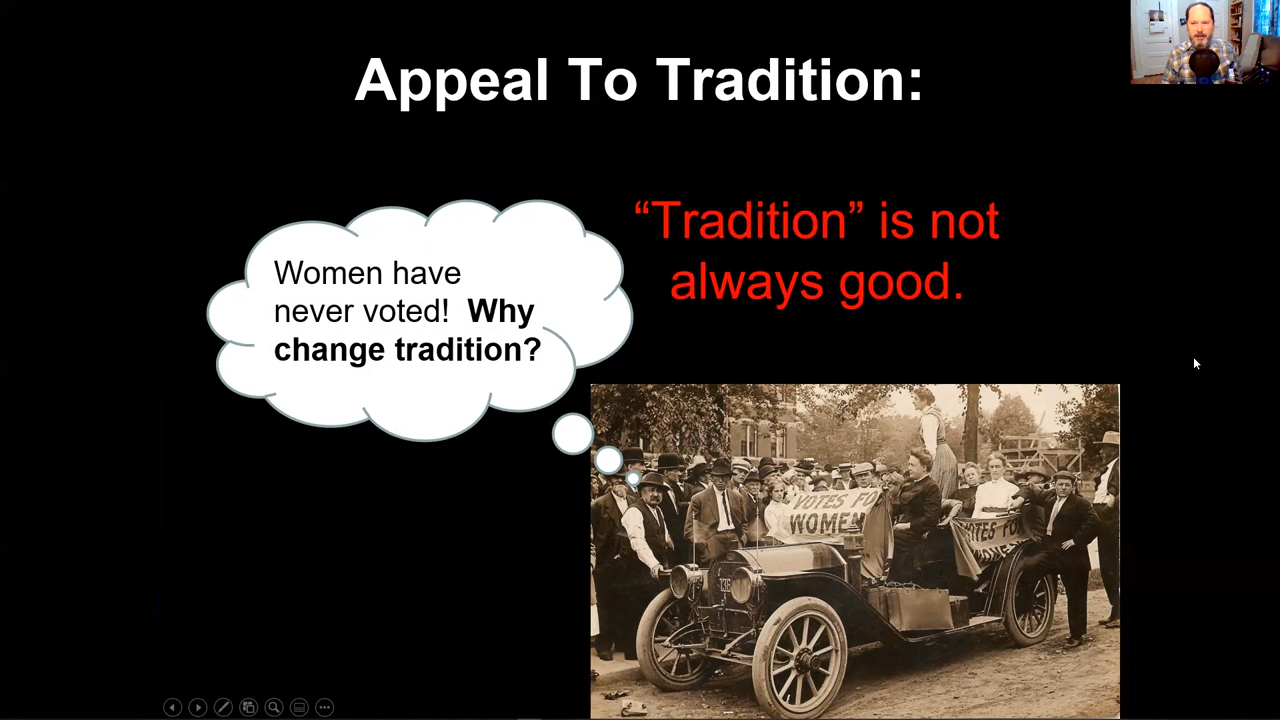 Appeal To Tradition:
“Tradition” is not
always good.
Women have
never voted!  Why
change tradition?
VOTES FO
WOMEN
VOTES FOR